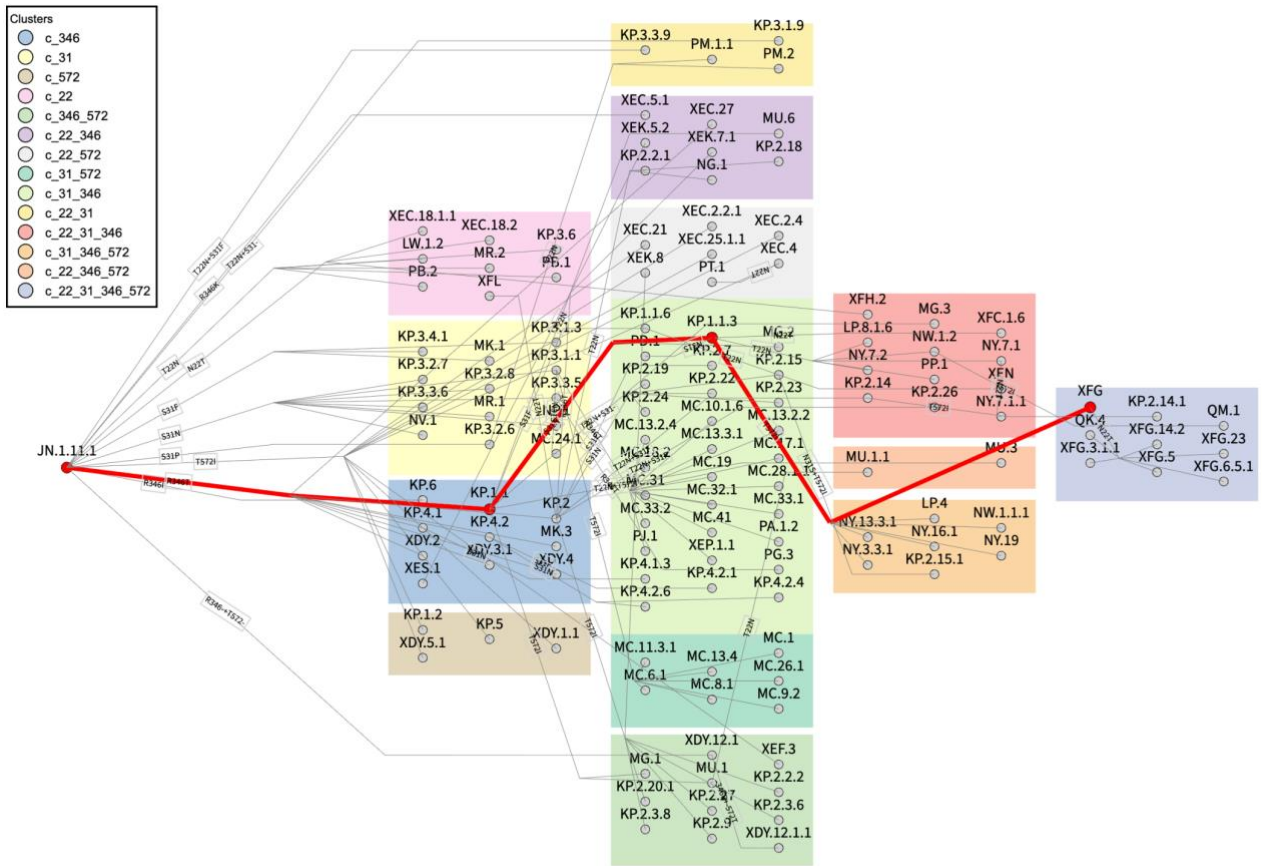 Clusters
c_346
c_31
c_572
c_22
c_346_572
c_22_346
c_22_572
c_31_572
c_31_346
c_22_31
c_22_31_346
c_31_346_572
c_22_346_572
c_22_31_346_572
JN.1.11.1
T22N+S31F
T22N+S31-
R346K
T22N
N22T
S31F
S31N
S31P
T572I
R346I
R346T
R346-+T572-
XEC.18.1.1
XEC.18.2
KP.3.6
LW.1.2
MR.2
PB.2
XFL
KP.3.4.1
MK.1
KP.3.1.3
KP.3.2.7
KP.3.2.8
KP.3.1.1
KP.3.3.6
MR.1
KP.3.3.5
NV.1
KP.3.2.6
MC.24.1
KP.6
KP.1.1
KP.2
KP.4.1
KP.4.2
MK.3
XDY.2
XDY.3.1
XDY.4
XES.1
KP.1.2
KP.5
XDY.1.1
XDY.5.1
KP.3.3.9
PM.1.1
KP.3.1.9
PM.2
XEC.5.1
XEC.27
MU.6
XEK.5.2
XEK.7.1
KP.2.18
KP.2.2.1
NG.1
XEC.21
XEC.2.2.1
XEC.2.4
XEK.8
XEC.25.1.1
XEC.4
PT.1
N22T
KP.1.1.6
KP.1.1.3
MG.2
PD.1
KP.2.15
KP.2.19
KP.2.22
KP.2.23
KP.2.24
MC.10.1.6
MC.13.2.2
MC.13.2.4
MC.13.3.1
MC.17.1
MC.13.2
MC.19
MC.31
MC.32.1
MC.33.1
MC.33.2
MC.41
PA.1.2
PJ.1
XEP.1.1
PG.3
KP.4.1.3
KP.4.2.1
KP.4.2.4
KP.4.2.6
T22N
T572I
MC.11.3.1
MC.13.4
MC.1
MC.6.1
MC.8.1
MC.26.1
MC.9.2
XDY.12.1
XEF.3
MG.1
MU.1
KP.2.2.2
KP.2.20.1
KP.2.27
KP.2.3.6
KP.2.3.8
KP.2.9
XDY.12.1.1
XFH.2
MG.3
XFC.1.6
LP.8.1.6
NW.1.2
NY.7.1
NY.7.2
PP.1
XFN
KP.2.14
KP.2.26
NY.7.1.1
T572I
MU.1.1
MU.3
LP.4
NW.1.1.1
NY.13.3.1
NY.16.1
NY.19
NY.3.3.1
KP.2.15.1
XFG
KP.2.14.1
QM.1
QK.4
XFG.14.2
XFG.23
XFG.3.1.1
XFG.5
XFG.6.5.1
N22T